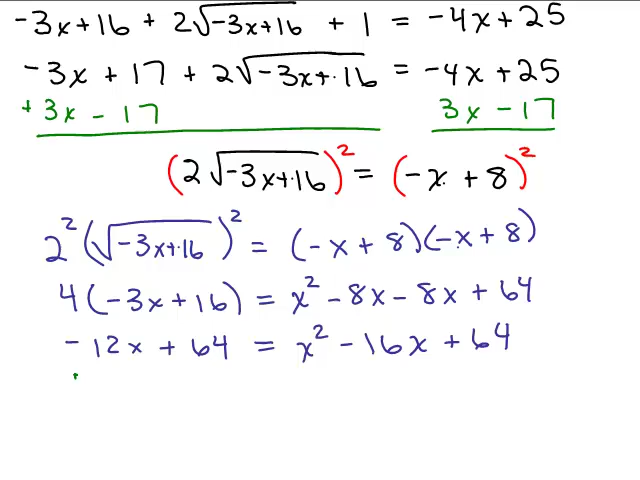 -3x+16 + 2√(-3x+16) + 1 = -4x+25
-3x + 17 + 2√(-3x+16) = -4x+25
+3x - 17 3x - 17
(2√(-3x+16))² = (-x + 8)²
2²(√(-3x+16))² = (-x + 8)(-x + 8)
4(-3x+16) = x² - 8x - 8x + 64
-12x + 64 = x² - 16x + 64